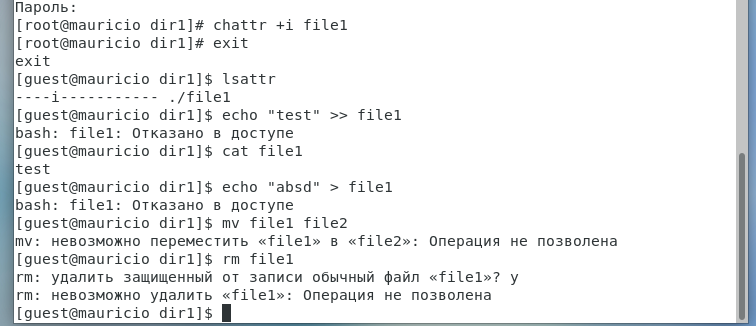 Пароль:
[root@mauricio dir1]# chattr +i file1
[root@mauricio dir1]# exit
exit
[guest@mauricio dir1]$ lsattr
----i----------- ./file1
[guest@mauricio dir1]$ echo "test" >> file1
bash: file1: Отказано в доступе
[guest@mauricio dir1]$ cat file1
test
[guest@mauricio dir1]$ echo "absd" > file1
bash: file1: Отказано в доступе
[guest@mauricio dir1]$ mv file1 file2
mv: невозможно переместить «file1» в «file2»: Операция не позволена
[guest@mauricio dir1]$ rm file1
rm: удалить защищенный от записи обычный файл «file1»? y
rm: невозможно удалить «file1»: Операция не позволена
[guest@mauricio dir1]$